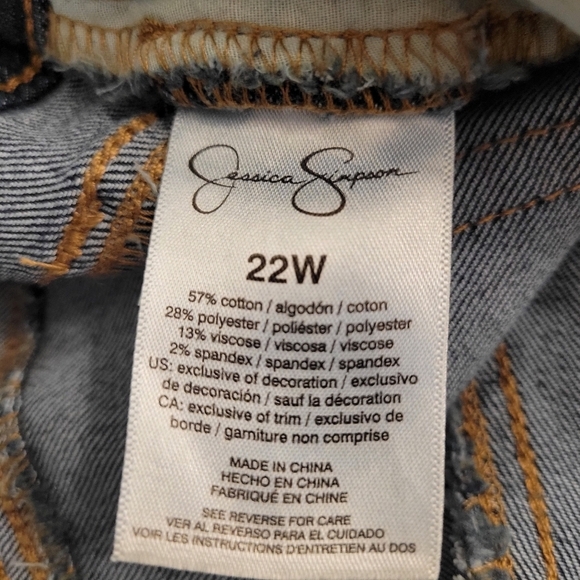 Jessica Simpson
22W
57% cotton / algodón / coton
28% polyester / poliéster / polyester
13% viscose / viscosa / viscose
2% spandex / spandex / spandex
US: exclusive of decoration / exclusivo
de decoración / sauf la décoration
CA: exclusive of trim / exclusivo de
borde / garniture non comprise
MADE IN CHINA
HECHO EN CHINA
FABRIQUÉ EN CHINE
SEE REVERSE FOR CARE
VER AL REVERSO PARA EL CUIDADO
VOIR LES INSTRUCTIONS D'ENTRETIEN AU DOS